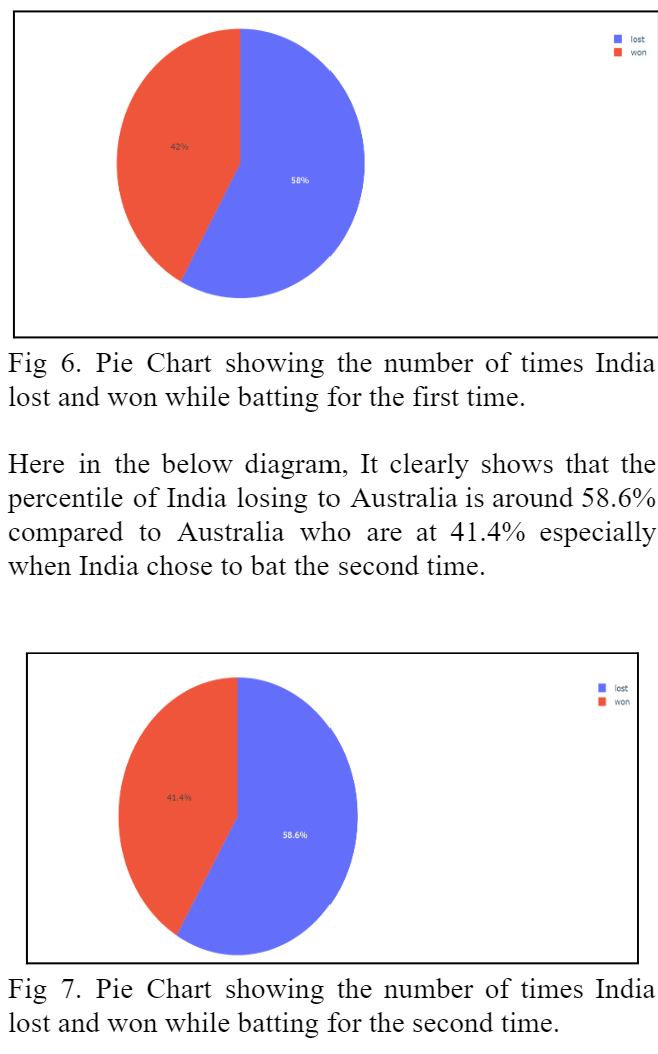 lost
won
42%
58%
Fig 6. Pie Chart showing the number of times India
lost and won while batting for the first time.
Here in the below diagram, It clearly shows that the
percentile of India losing to Australia is around 58.6%
compared to Australia who are at 41.4% especially
when India chose to bat the second time.
lost
won
41.4%
58.6%
Fig 7. Pie Chart showing the number of times India
lost and won while batting for the second time.